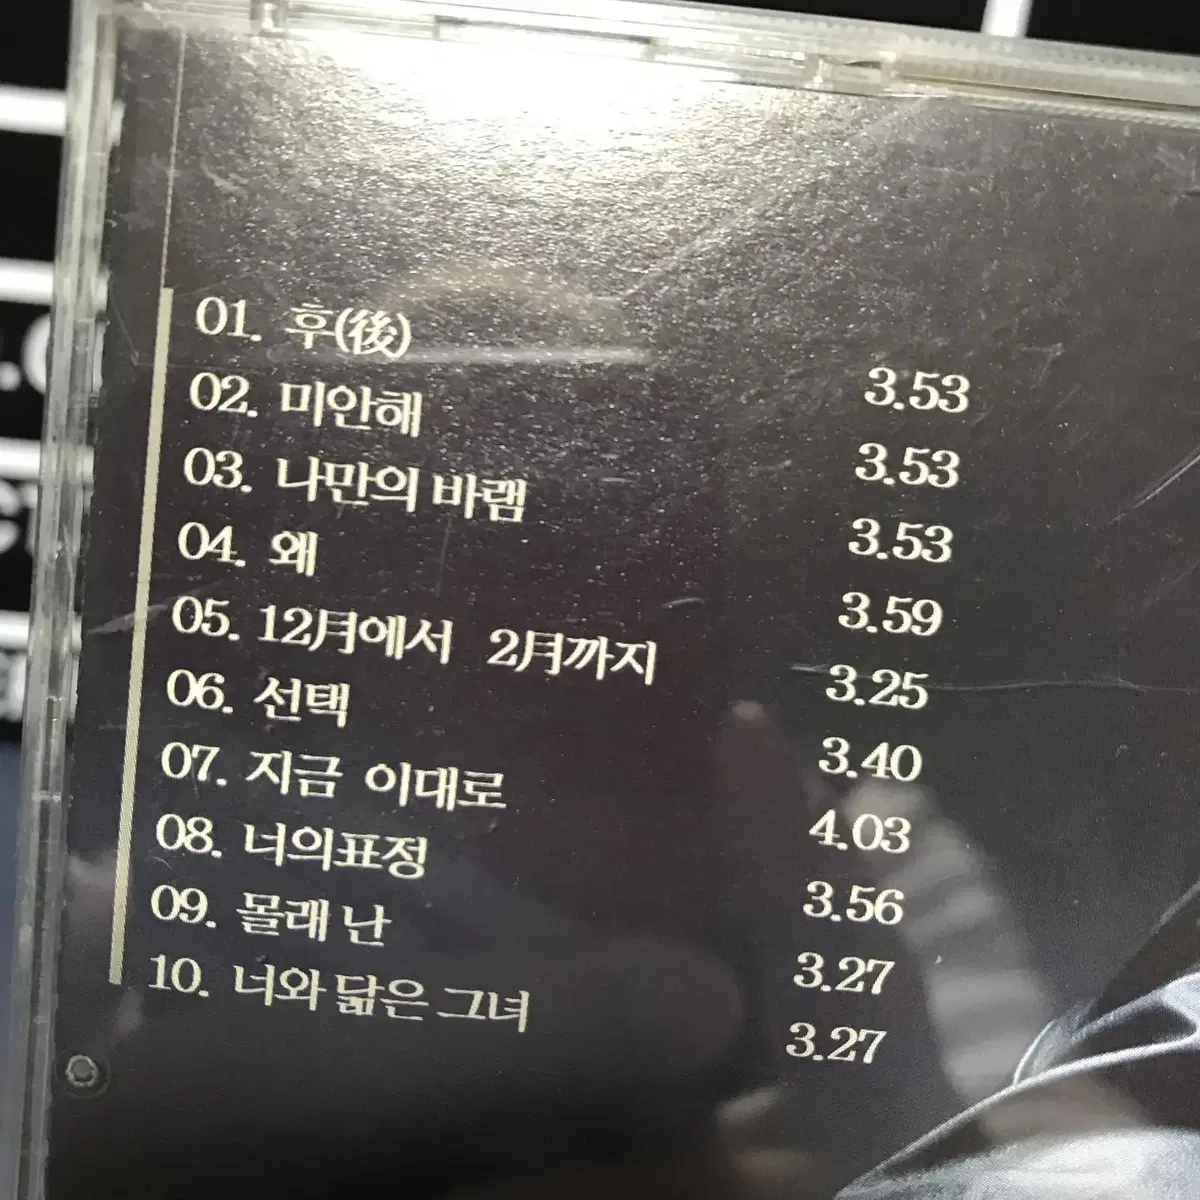 01. 후(後) 3.53
02. 미안해 3.53
03. 나만의 바램 3.53
04. 왜 3.59
05. 12月에서 2月까지 3.25
06. 선택 3.40
07. 지금 이대로 4.03
08. 너의표정 3.56
09. 몰래 난 3.27
10. 너와 닮은 그녀 3.27